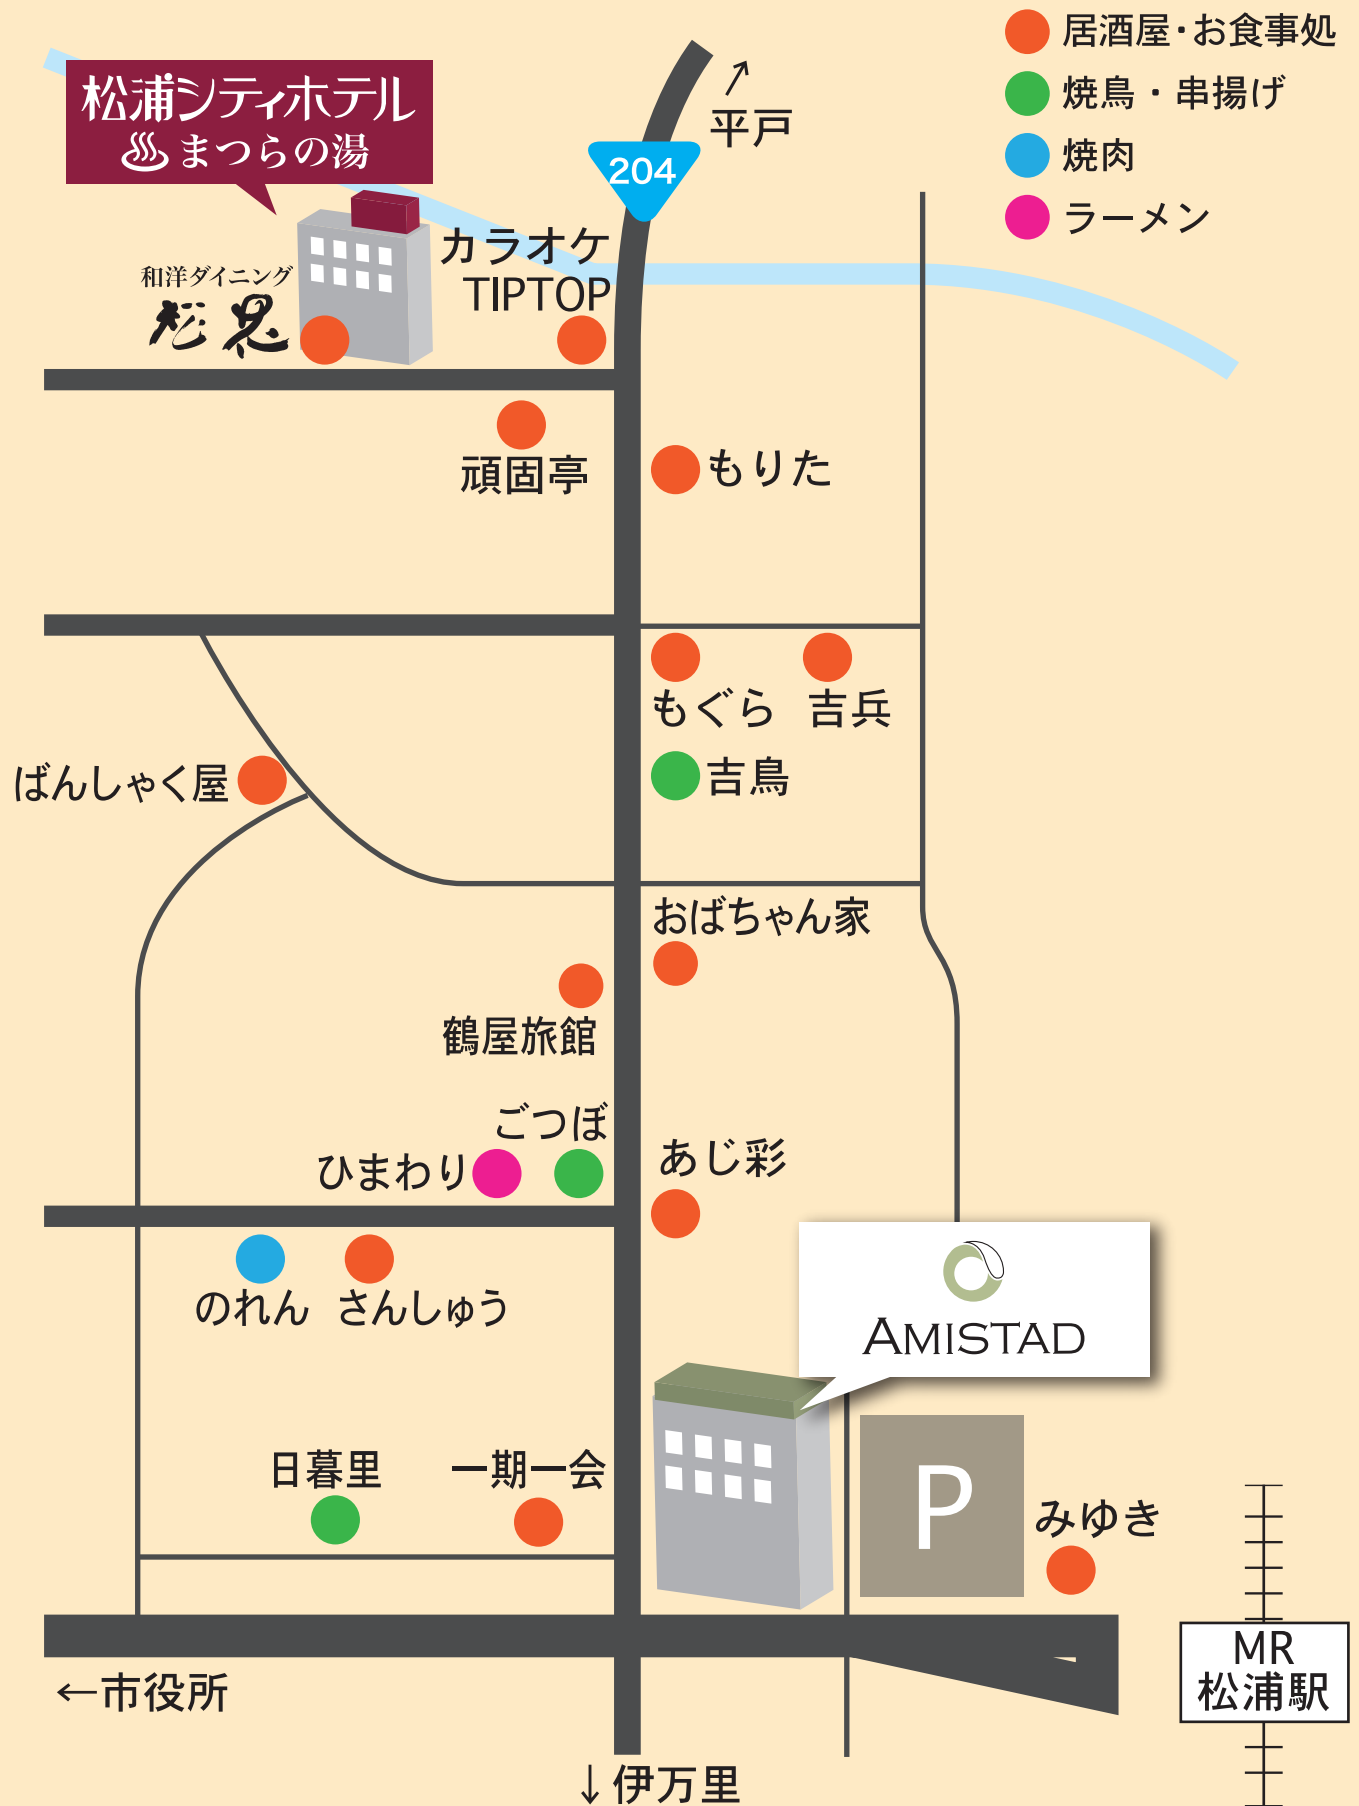 居酒屋・お食事処
焼鳥・串揚げ
焼肉
ラーメン
松浦シティホテル
まつらの湯
平戸
204
カラオケ
TIPTOP
和洋ダイニング
頑固亭
もりた
もぐら
吉兵
吉鳥
ばんしゃく屋
おばちゃん家
鶴屋旅館
ごつぼ
ひまわり
あじ彩
のれん
さんしゅう
AMISTAD
日暮里
一期一会
P
みゆき
MR
松浦駅
←市役所
↓伊万里